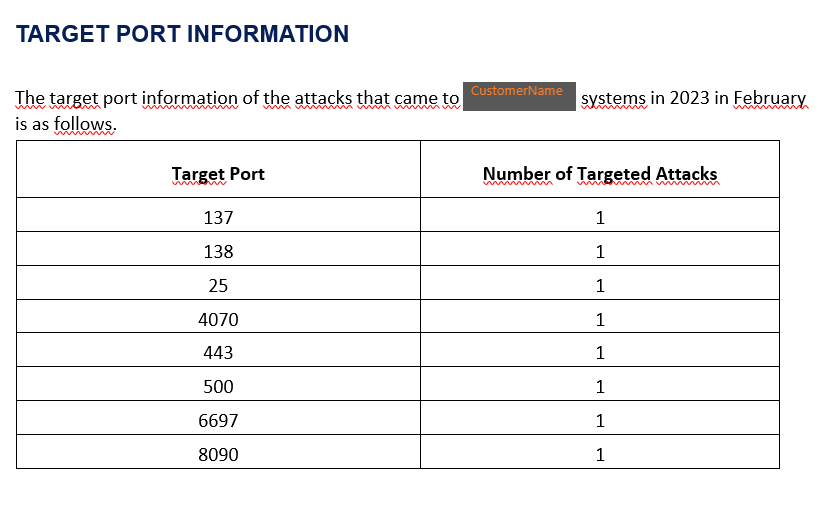 TARGET PORT INFORMATION
The target port information of the attacks that came to CustomerName systems in 2023 in February
is as follows.
Target Port Number of Targeted Attacks
137 1
138 1
25 1
4070 1
443 1
500 1
6697 1
8090 1